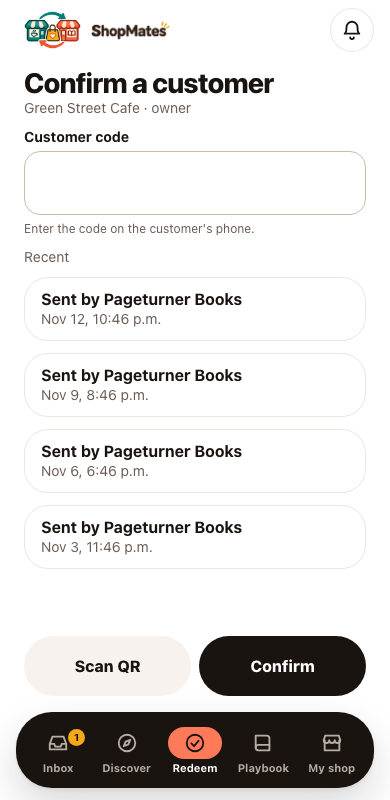 ShopMates
Confirm a customer
Green Street Cafe · owner
Customer code
Enter the code on the customer's phone.
Recent
Sent by Pageturner Books
Nov 12, 10:46 p.m.
Sent by Pageturner Books
Nov 9, 8:46 p.m.
Sent by Pageturner Books
Nov 6, 6:46 p.m.
Sent by Pageturner Books
Nov 3, 11:46 p.m.
Scan QR
Confirm
1
Inbox
Discover
Redeem
Playbook
My shop